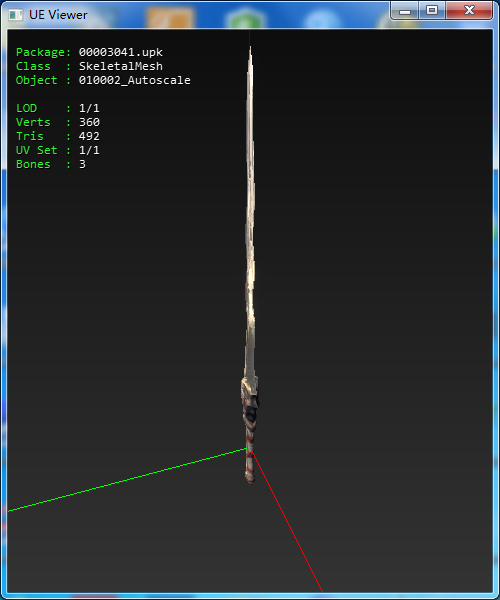 UE Viewer
Package: 00003041.upk
Class  : SkeletalMesh
Object : 010002_Autoscale
LOD    : 1/1
Verts  : 360
Tris   : 492
UV Set : 1/1
Bones  : 3